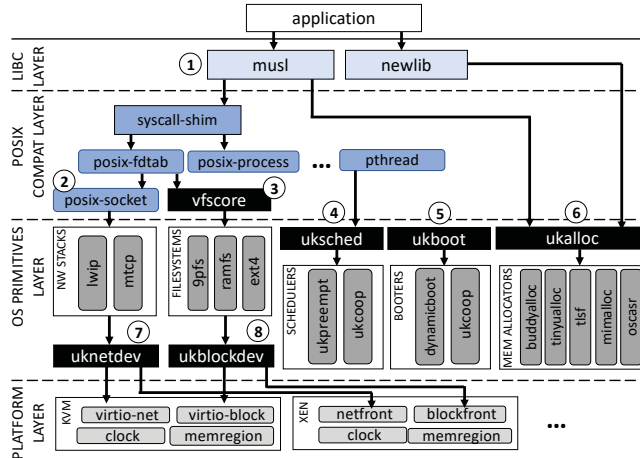 application
LIBC
LAYER
1
musl
newlib
POSIX
COMPAT LAYER
syscall-shim
posix-fdtab
posix-process
...
pthread
2
posix-socket
vfscore
3
4
5
6
OS PRIMITIVES
LAYER
NW STACKS
lwip
mtcp
FILESYSTEMS
9pfs
ramfs
ext4
uksched
SCHEDULERS
ukpreempt
ukcoop
ukboot
BOOTERS
dynamicboot
ukcoop
ukalloc
MEM ALLOCATORS
buddyalloc
tinyalloc
tlsf
mimalloc
oscasr
7
uknetdev
8
ukblockdev
PLATFORM
LAYER
KVM
virtio-net
virtio-block
clock
memregion
XEN
netfront
blockfront
clock
memregion
...